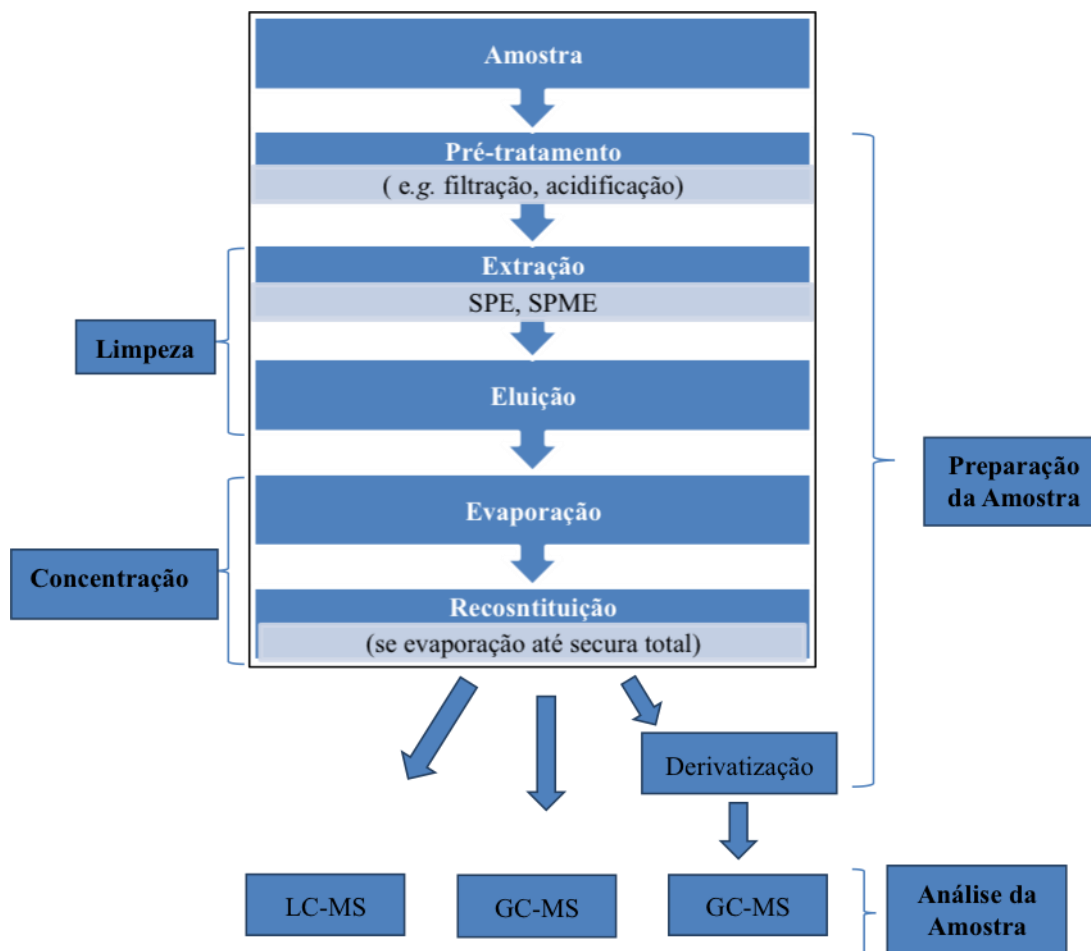 Amostra
Pré-tratamento
( e.g. filtração, acidificação)
Extração
SPE, SPME
Limpeza
Eluição
Preparação
da Amostra
Evaporação
Concentração
Recosntituição
(se evaporação até secura total)
Derivatização
LC-MS
GC-MS
GC-MS
Análise da
Amostra